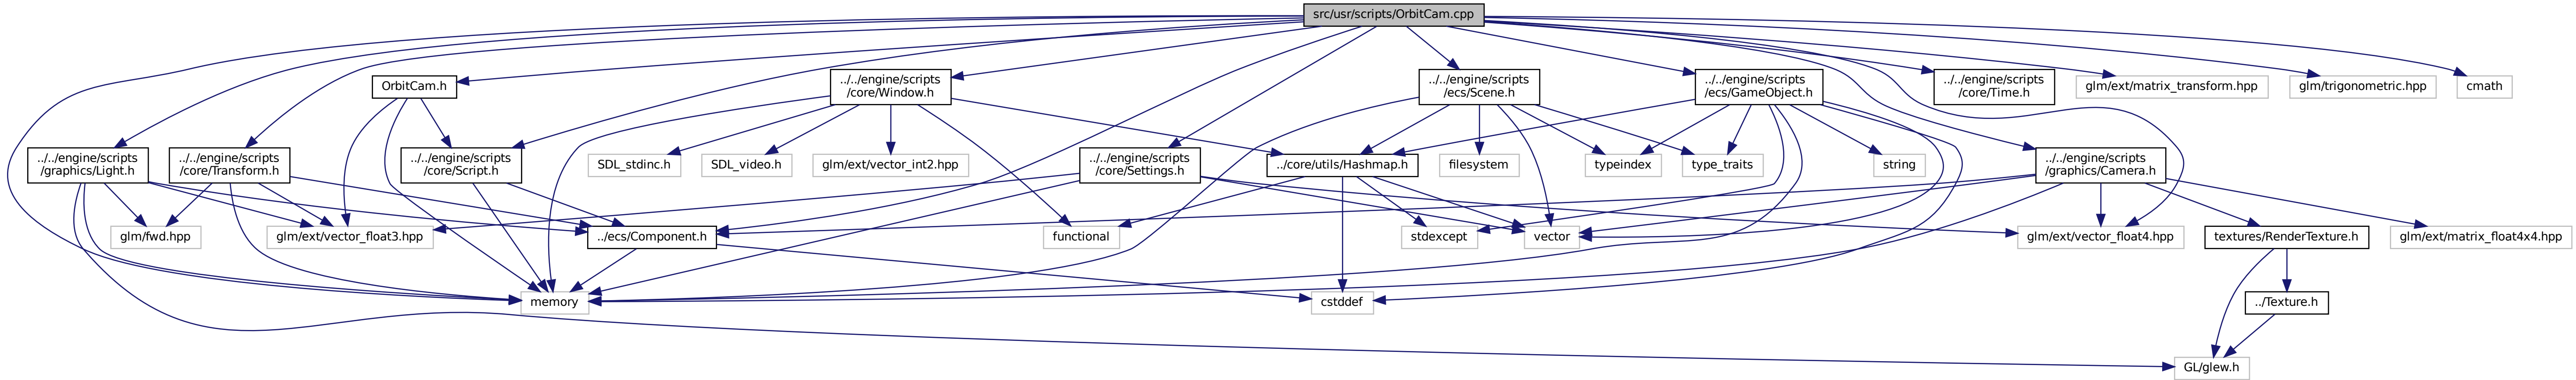 src/usr/scripts/OrbitCam.cpp
OrbitCam.h
../../engine/scripts
/core/Window.h
../../engine/scripts
/ecs/Scene.h
../../engine/scripts
/ecs/GameObject.h
../../engine/scripts
/core/Time.h
glm/ext/matrix_transform.hpp
glm/trigonometric.hpp
cmath
../../engine/scripts
/graphics/Light.h
../../engine/scripts
/core/Transform.h
../../engine/scripts
/core/Script.h
SDL_stdinc.h
SDL_video.h
glm/ext/vector_int2.hpp
../../engine/scripts
/core/Settings.h
../core/utils/Hashmap.h
filesystem
typeindex
type_traits
string
../../engine/scripts
/graphics/Camera.h
glm/fwd.hpp
glm/ext/vector_float3.hpp
../ecs/Component.h
functional
stdexcept
vector
glm/ext/vector_float4.hpp
textures/RenderTexture.h
glm/ext/matrix_float4x4.hpp
memory
cstddef
../Texture.h
GL/glew.h